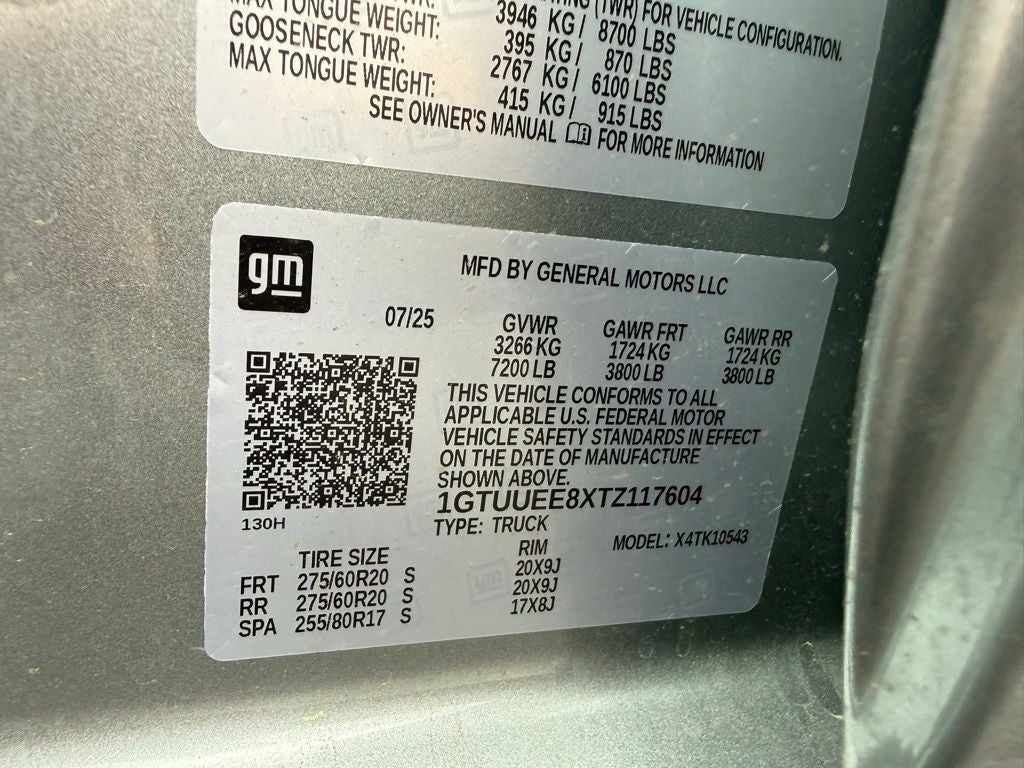 (TWR) FOR VEHICLE CONFIGURATION.
MAX TONGUE WEIGHT: 3946 KG/ 8700 LBS
GOOSENECK TWR: 395 KG/ 870 LBS
MAX TONGUE WEIGHT: 2767 KG/ 6100 LBS
415 KG/ 915 LBS
SEE OWNER'S MANUAL FOR MORE INFORMATION
gm
MFD BY GENERAL MOTORS LLC
07/25
GVWR GAWR FRT GAWR RR
3266 KG 1724 KG 1724 KG
7200 LB 3800 LB 3800 LB
THIS VEHICLE CONFORMS TO ALL
APPLICABLE U.S. FEDERAL MOTOR
VEHICLE SAFETY STANDARDS IN EFFECT
ON THE DATE OF MANUFACTURE
SHOWN ABOVE.
1GTUUEE8XTZ117604
130H
TYPE: TRUCK
MODEL: X4TK10543
TIRE SIZE RIM
FRT 275/60R20 S 20X9J
RR 275/60R20 S 20X9J
SPA 255/80R17 S 17X8J